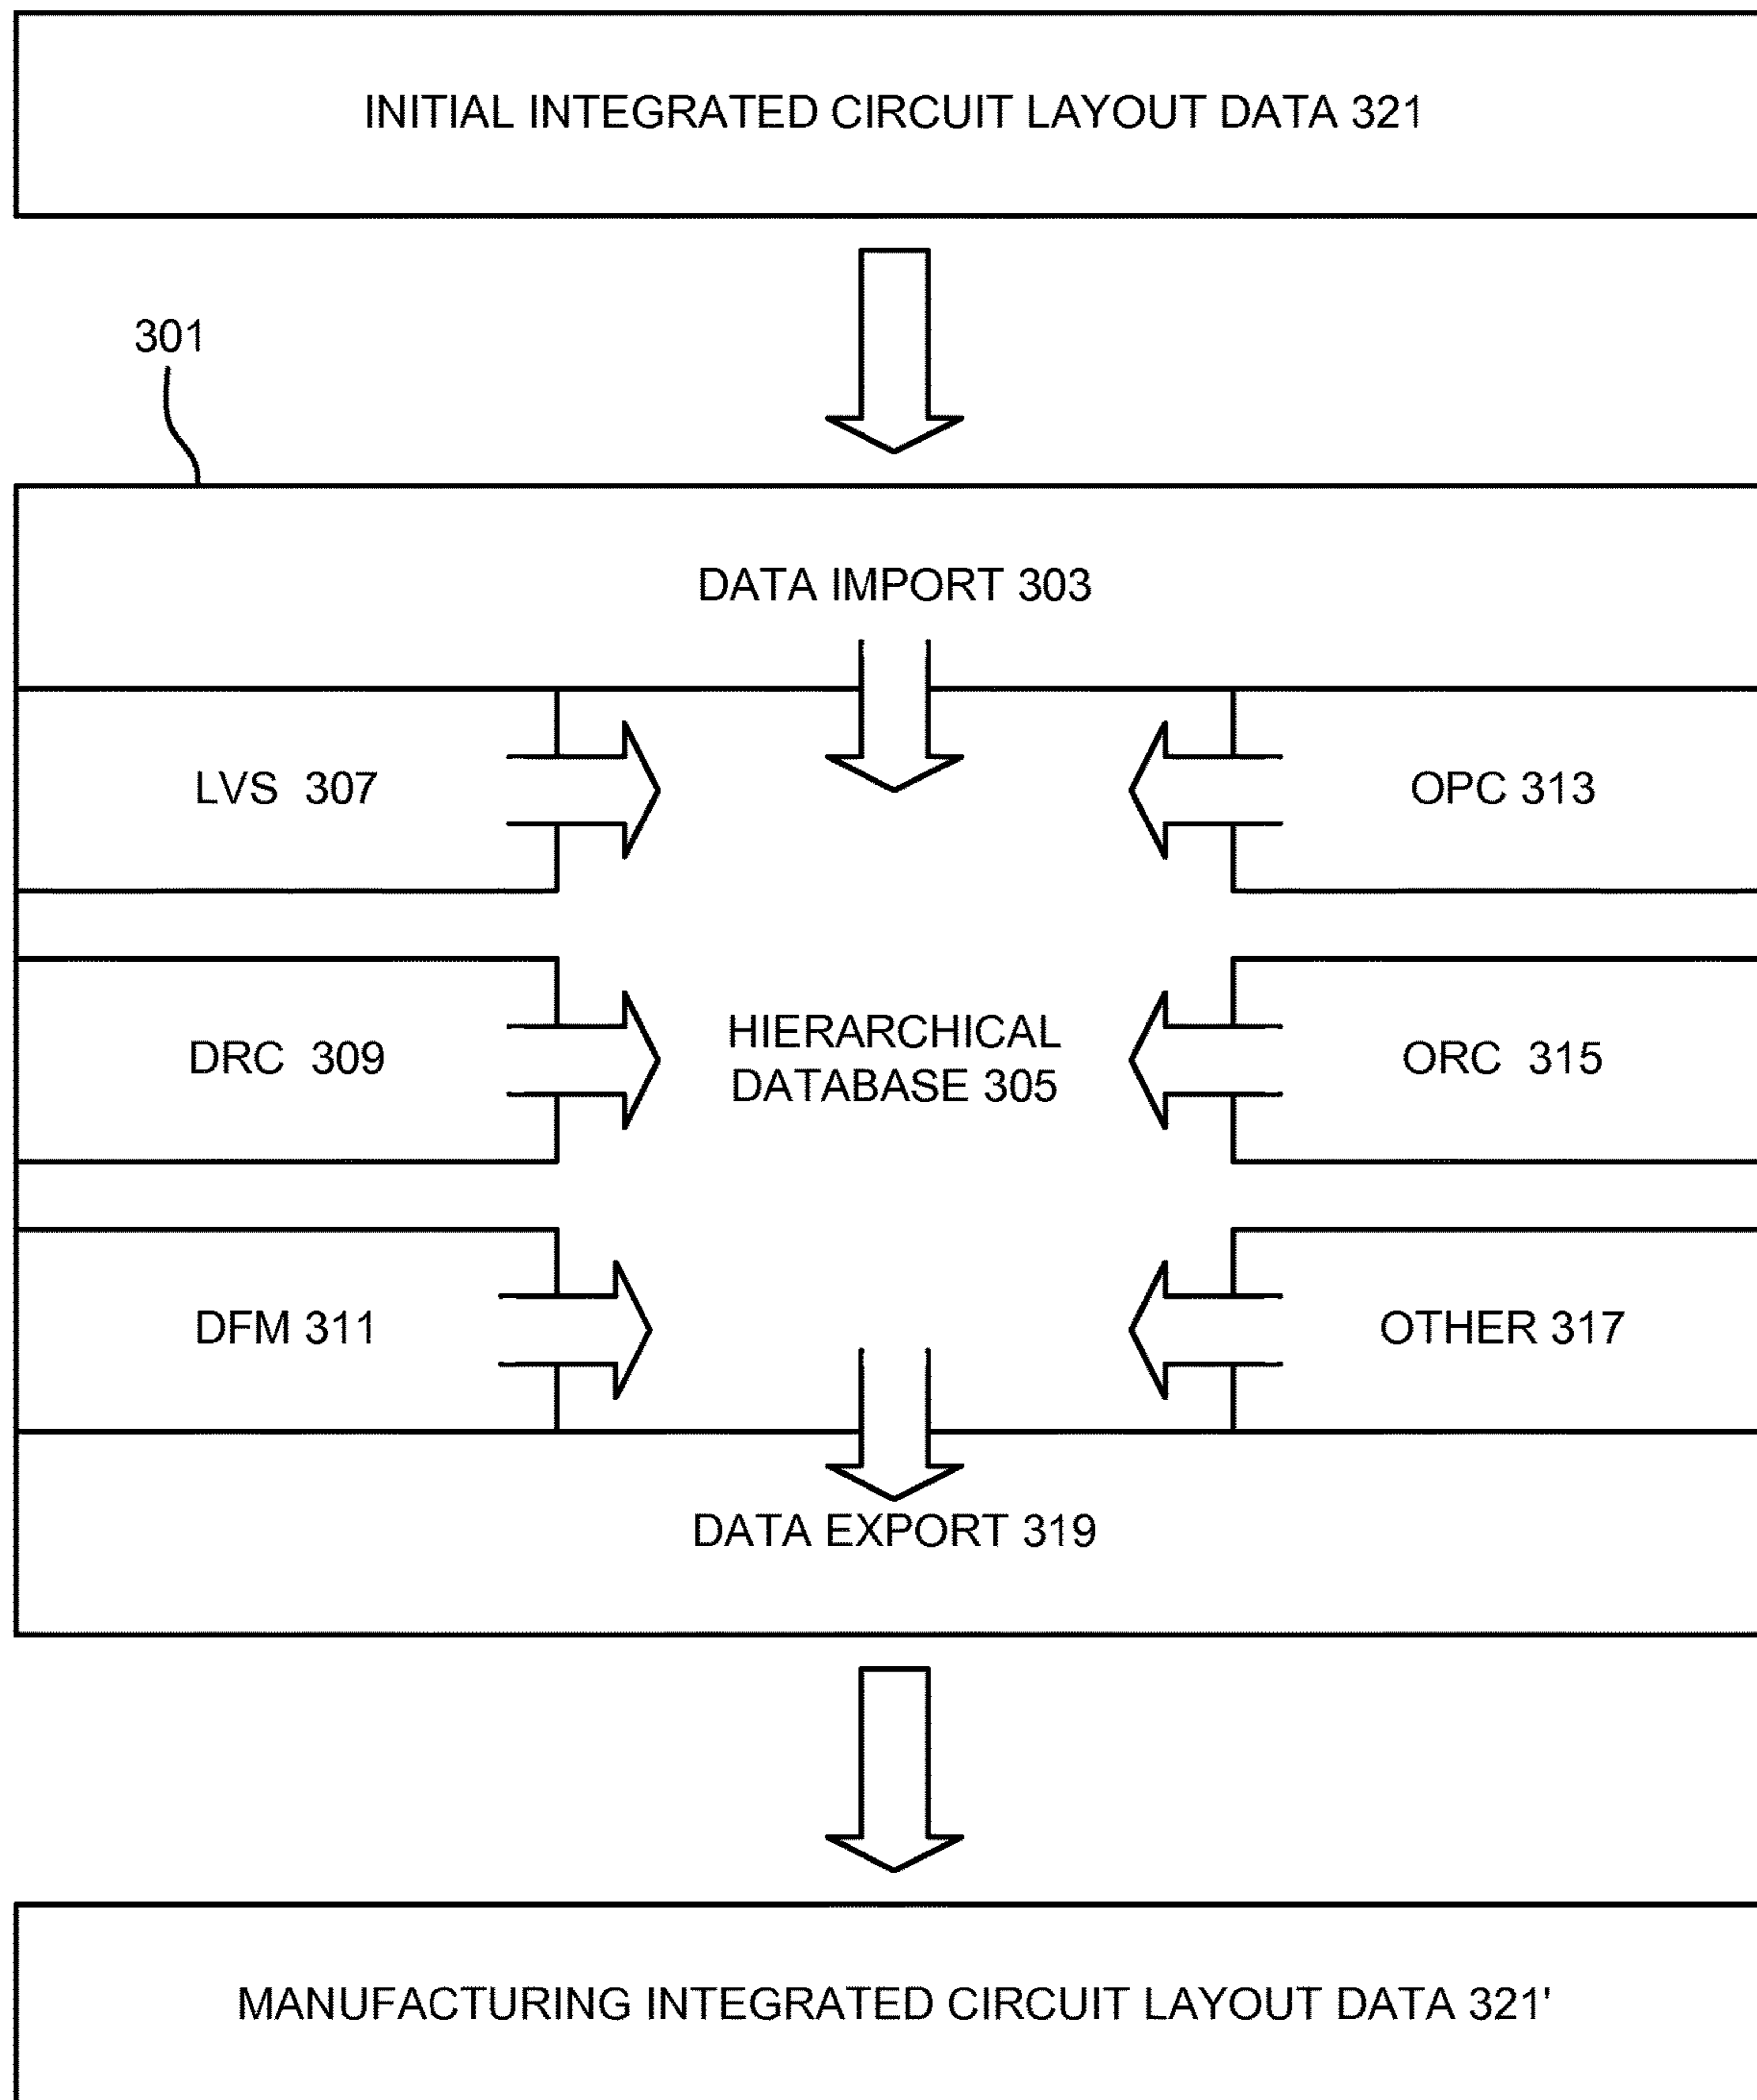 INITIAL INTEGRATED CIRCUIT LAYOUT DATA 321
301
DATA IMPORT 303
LVS 307
OPC 313
DRC 309
HIERARCHICAL
DATABASE 305
ORC 315
DFM 311
OTHER 317
DATA EXPORT 319
MANUFACTURING INTEGRATED CIRCUIT LAYOUT DATA 321'